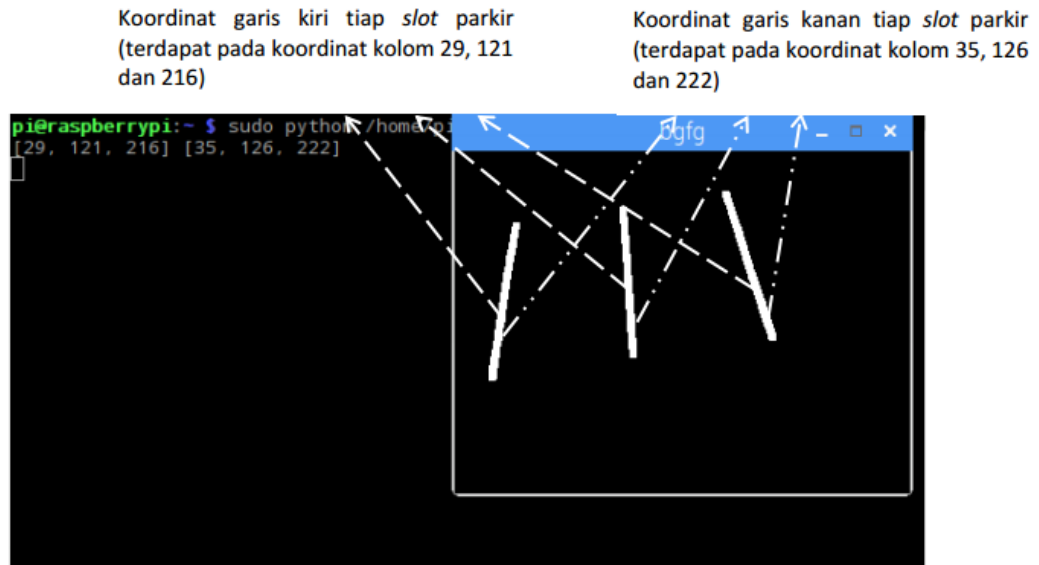 Koordinat garis kiri tiap slot parkir
(terdapat pada koordinat kolom 29, 121
dan 216)
Koordinat garis kanan tiap slot parkir
(terdapat pada koordinat kolom 35, 126
dan 222)
pi@raspberrypi:~ $ sudo python /home/pi
[29, 121, 216] [35, 126, 222]
bgfg